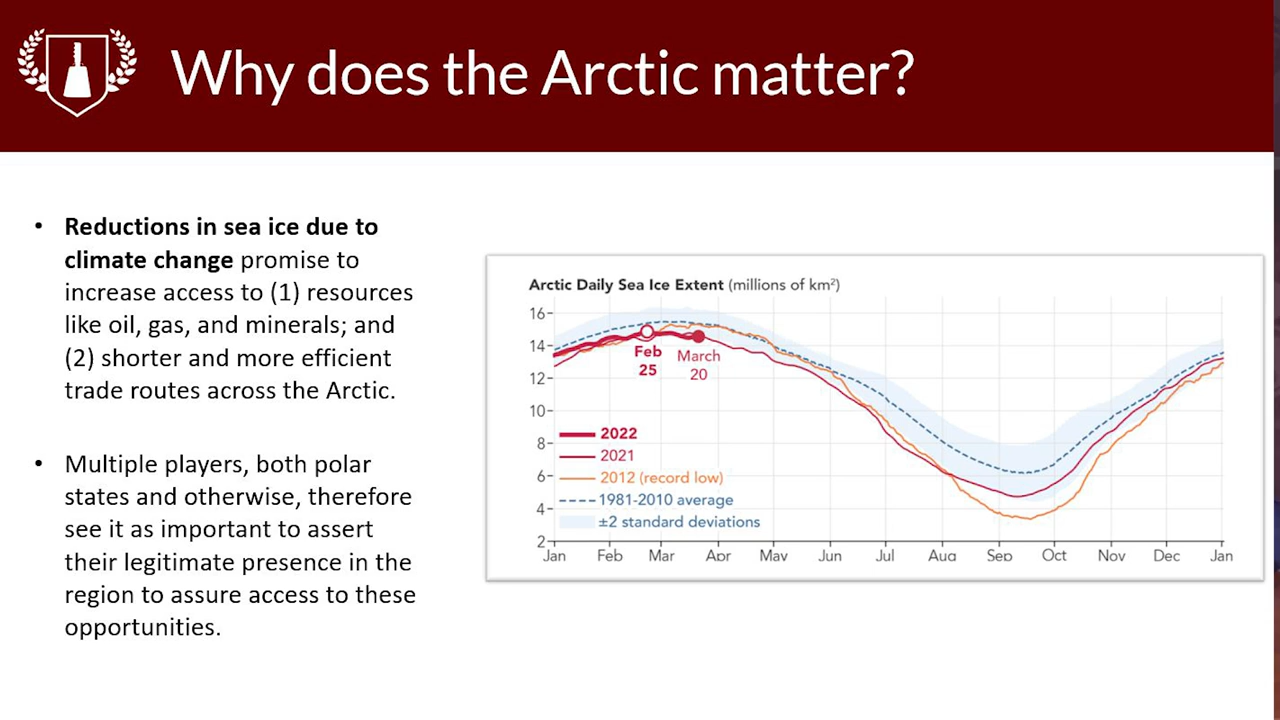 Why does the Arctic matter?
• Reductions in sea ice due to
climate change promise to
increase access to (1) resources
like oil, gas, and minerals; and
(2) shorter and more efficient
trade routes across the Arctic.
• Multiple players, both polar
states and otherwise, therefore
see it as important to assert
their legitimate presence in the
region to assure access to these
opportunities.
Arctic Daily Sea Ice Extent (millions of km²)
16
14
12
10
8
6
4
2
Feb
25
March
20
2022
2021
2012 (record low)
1981-2010 average
±2 standard deviations
Jan Feb Mar Apr May Jun Jul Aug Sep Oct Nov Dec Jan